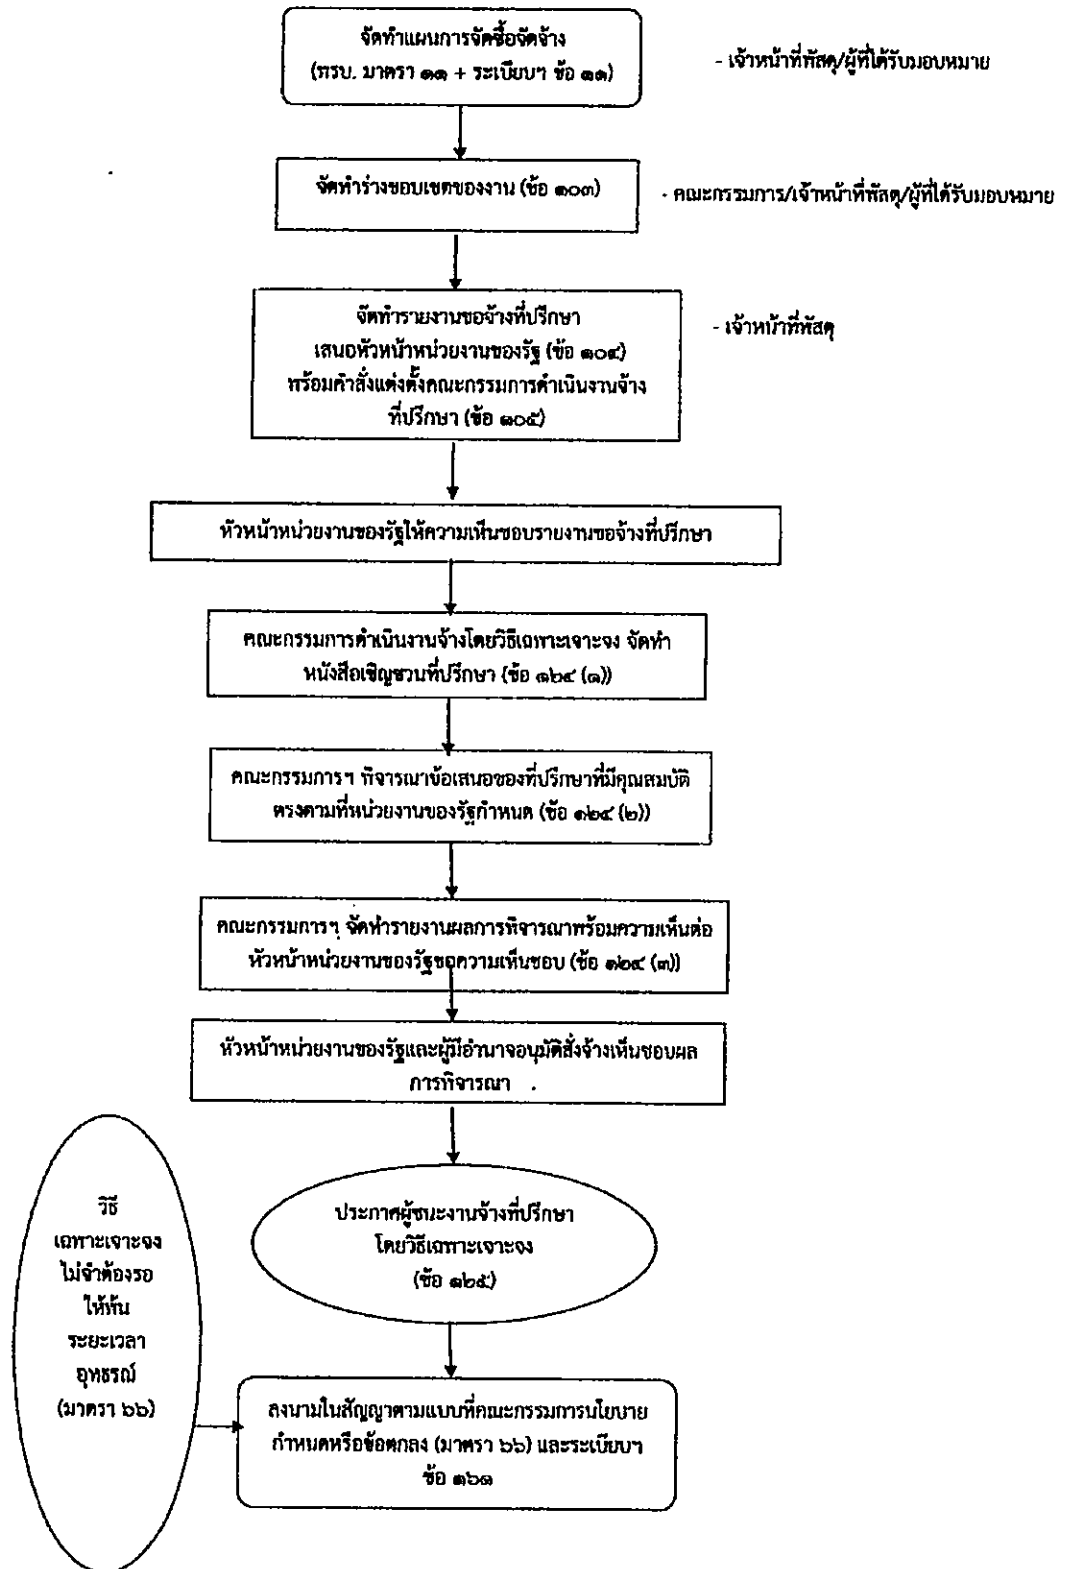 จัดทำแผนการจัดซื้อจัดจ้าง
(พรบ. มาตรา ๑๑ + ระเบียบฯ ข้อ ๑๑)
- เจ้าหน้าที่พัสดุ/ผู้ที่ได้รับมอบหมาย
จัดทำร่างขอบเขตของงาน (ข้อ ๑๐๓)
- คณะกรรมการ/เจ้าหน้าที่พัสดุ/ผู้ที่ได้รับมอบหมาย
จัดทำรายงานขอจ้างที่ปรึกษา
เสนอหัวหน้าหน่วยงานของรัฐ (ข้อ ๑๐๔)
พร้อมคำสั่งแต่งตั้งคณะกรรมการดำเนินงานจ้าง
ที่ปรึกษา (ข้อ ๑๐๕)
- เจ้าหน้าที่พัสดุ
หัวหน้าหน่วยงานของรัฐให้ความเห็นชอบรายงานขอจ้างที่ปรึกษา
คณะกรรมการดำเนินงานจ้างโดยวิธีเฉพาะเจาะจง จัดทำ
หนังสือเชิญชวนที่ปรึกษา (ข้อ ๑๒๔ (๑))
คณะกรรมการฯ พิจารณาข้อเสนอของที่ปรึกษาที่มีคุณสมบัติ
ตรงตามที่หน่วยงานของรัฐกำหนด (ข้อ ๑๒๔ (๒))
คณะกรรมการฯ จัดทำรายงานผลการพิจารณาพร้อมความเห็นต่อ
หัวหน้าหน่วยงานของรัฐขอความเห็นชอบ (ข้อ ๑๒๔ (๓))
หัวหน้าหน่วยงานของรัฐและผู้มีอำนาจอนุมัติสั่งจ้างเห็นชอบผล
การพิจารณา
ประกาศผู้ชนะงานจ้างที่ปรึกษา
โดยวิธีเฉพาะเจาะจง
(ข้อ ๑๒๕)
วิธี
เฉพาะเจาะจง
ไม่จำต้องรอ
ให้พ้น
ระยะเวลา
อุทธรณ์
(มาตรา ๖๖)
ลงนามในสัญญาตามแบบที่คณะกรรมการนโยบาย
กำหนดหรือข้อตกลง (มาตรา ๖๖) และระเบียบฯ
ข้อ ๑๖๑